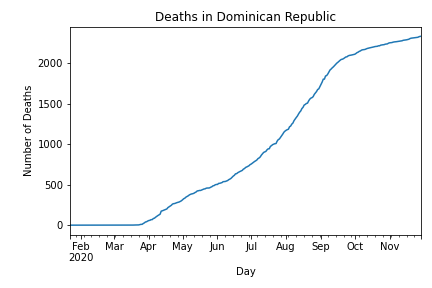 Deaths in Dominican Republic
Number of Deaths
2000
1500
1000
500
0
Feb Mar Apr May Jun Jul Aug Sep Oct Nov
2020
Day